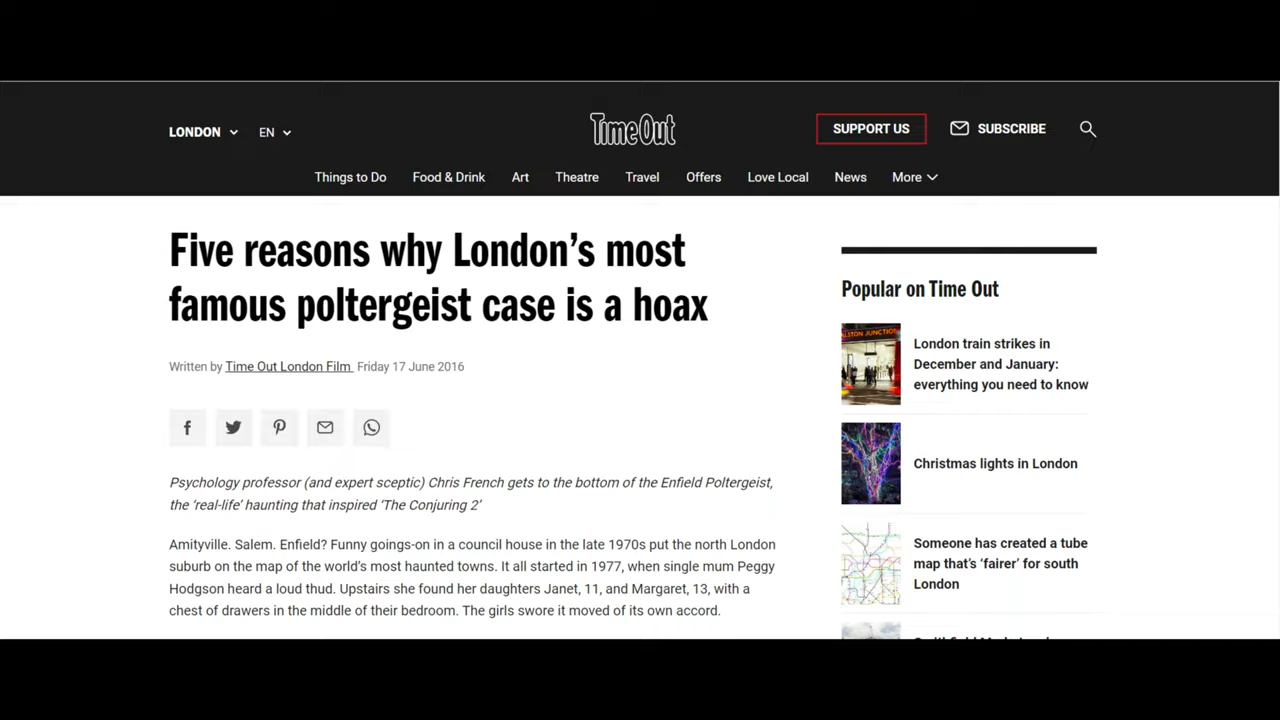 LONDON
EN
TimeOut
SUPPORT US
SUBSCRIBE
Things to Do
Food & Drink
Art
Theatre
Travel
Offers
Love Local
News
More
Five reasons why London's most
famous poltergeist case is a hoax
Written by Time Out London Film Friday 17 June 2016
Psychology professor (and expert sceptic) Chris French gets to the bottom of the Enfield Poltergeist,
the 'real-life' haunting that inspired 'The Conjuring 2'
Amityville. Salem. Enfield? Funny goings-on in a council house in the late 1970s put the north London
suburb on the map of the world's most haunted towns. It all started in 1977, when single mum Peggy
Hodgson heard a loud thud. Upstairs she found her daughters Janet, 11, and Margaret, 13, with a
chest of drawers in the middle of their bedroom. The girls swore it moved of its own accord.
Popular on Time Out
London train strikes in
December and January:
everything you need to know
Christmas lights in London
Someone has created a tube
map that's 'fairer' for south
London